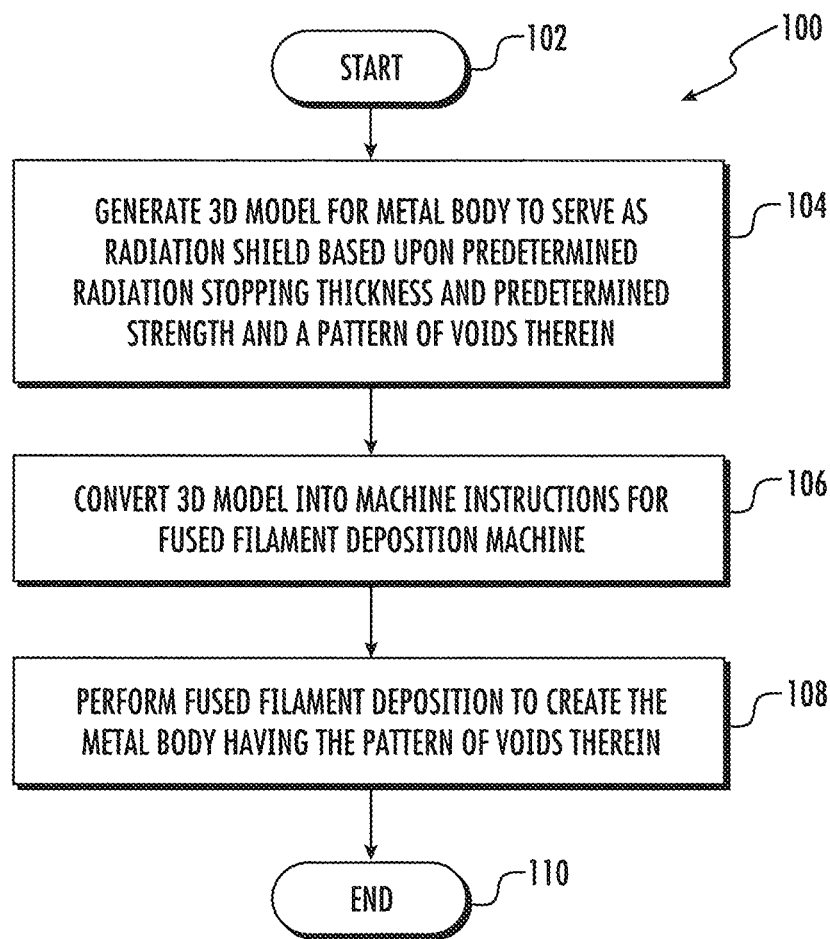 100
START
102
GENERATE 3D MODEL FOR METAL BODY TO SERVE AS
RADIATION SHIELD BASED UPON PREDETERMINED
RADIATION STOPPING THICKNESS AND PREDETERMINED
STRENGTH AND A PATTERN OF VOIDS THEREIN
104
CONVERT 3D MODEL INTO MACHINE INSTRUCTIONS FOR
FUSED FILAMENT DEPOSITION MACHINE
106
PERFORM FUSED FILAMENT DEPOSITION TO CREATE THE
METAL BODY HAVING THE PATTERN OF VOIDS THEREIN
108
END
110